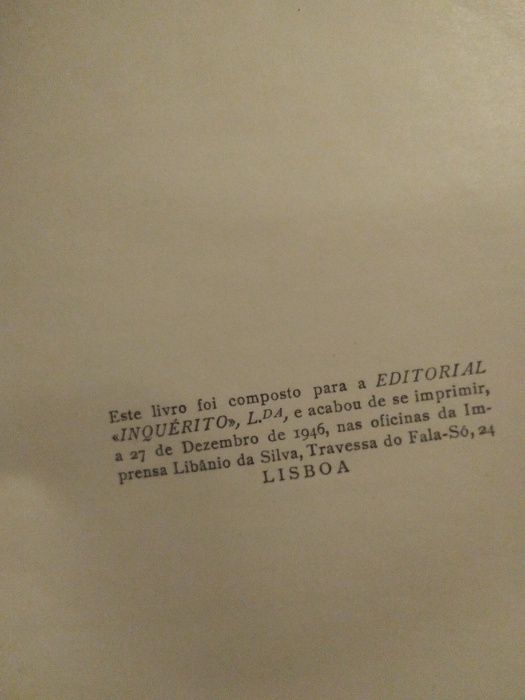 Este livro foi composto para a EDITORIAL
«INQUÉRITO», L.DA, e acabou de se imprimir,
a 27 de Dezembro de 1946, nas oficinas da Im-
prensa Libânio da Silva, Travessa do Fala-Só, 24
LISBOA